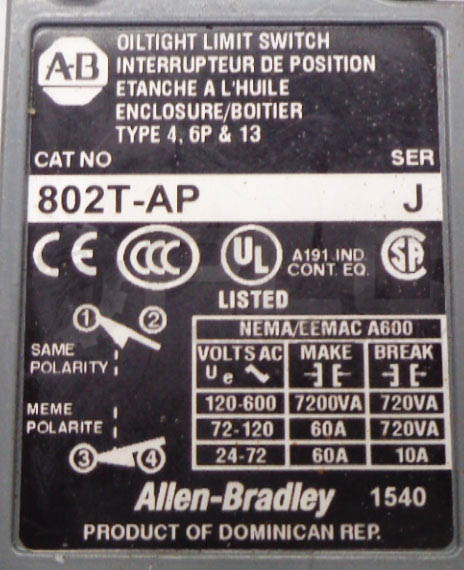 A-B
OILTIGHT LIMIT SWITCH
INTERRUPTEUR DE POSITION
ETANCHE A L'HUILE
ENCLOSURE/BOITIER
TYPE 4, 6P & 13
CAT NO SER
802T-AP J
CE CCC UL A191 IND. CONT. EQ. SA
LISTED
1 2
SAME
POLARITY
MEME
POLARITE
3 4
NEMA/EEMAC A600
VOLTS AC MAKE BREAK
Ue
120-600 7200VA 720VA
72-120 60A 720VA
24-72 60A 10A
Allen-Bradley 1540
PRODUCT OF DOMINICAN REP.